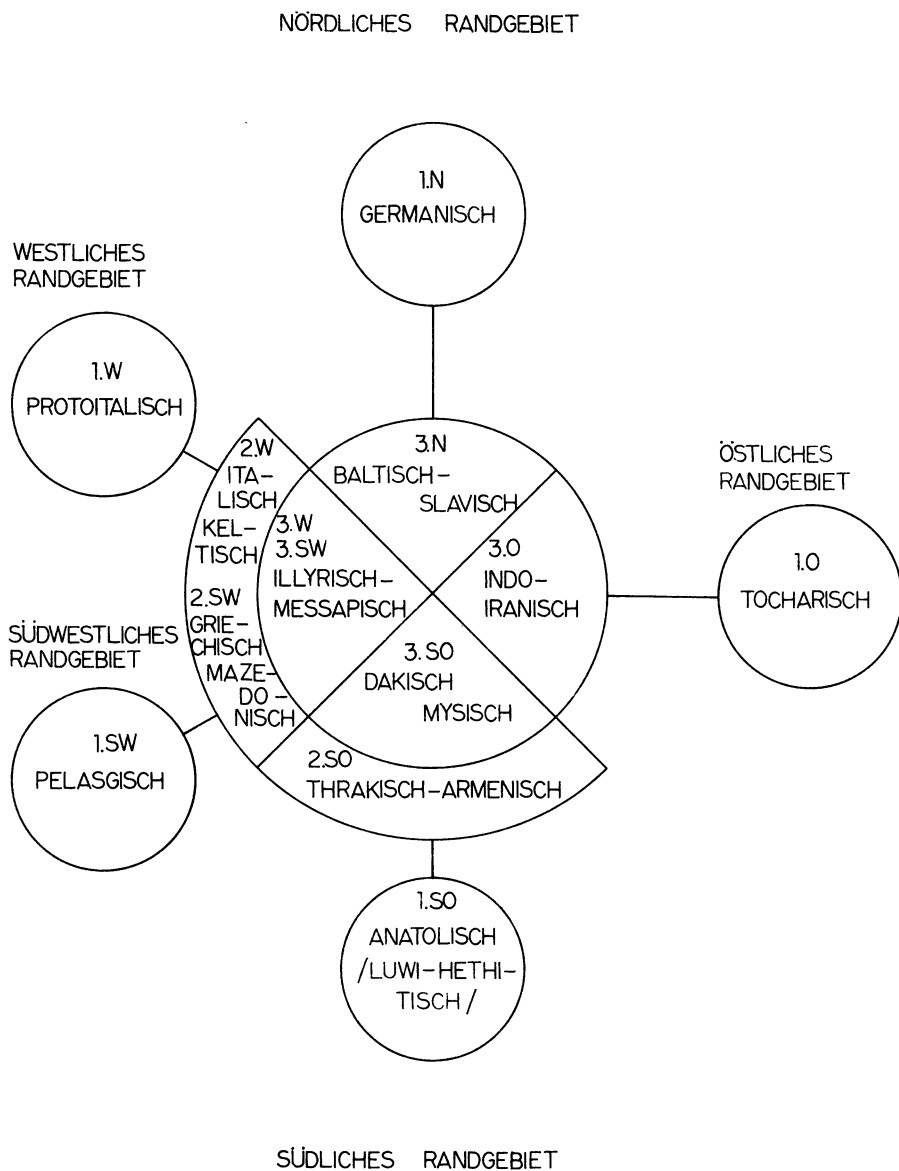 NÖRDLICHES RANDGEBIET
1.N
GERMANISCH
WESTLICHES
RANDGEBIET
1.W
PROTOITALISCH
2.W
ITA-
LISCH
KEL-
TISCH
3.N
BALTISCH-
SLAVISCH
ÖSTLICHES
RANDGEBIET
1.O
TOCHARISCH
3.W
3.SW
ILLYRISCH-
MESSAPISCH
3.O
INDO-
IRANISCH
2.SW
GRIE-
CHISCH
MAZE-
DO-
NISCH
SÜDWESTLICHES
RANDGEBIET
1.SW
PELASGISCH
3.SO
DAKISCH
MYSISCH
2.SO
THRAKISCH-ARMENISCH
1.SO
ANATOLISCH
/LUWI-HETHI-
TISCH/
SÜDLICHES RANDGEBIET